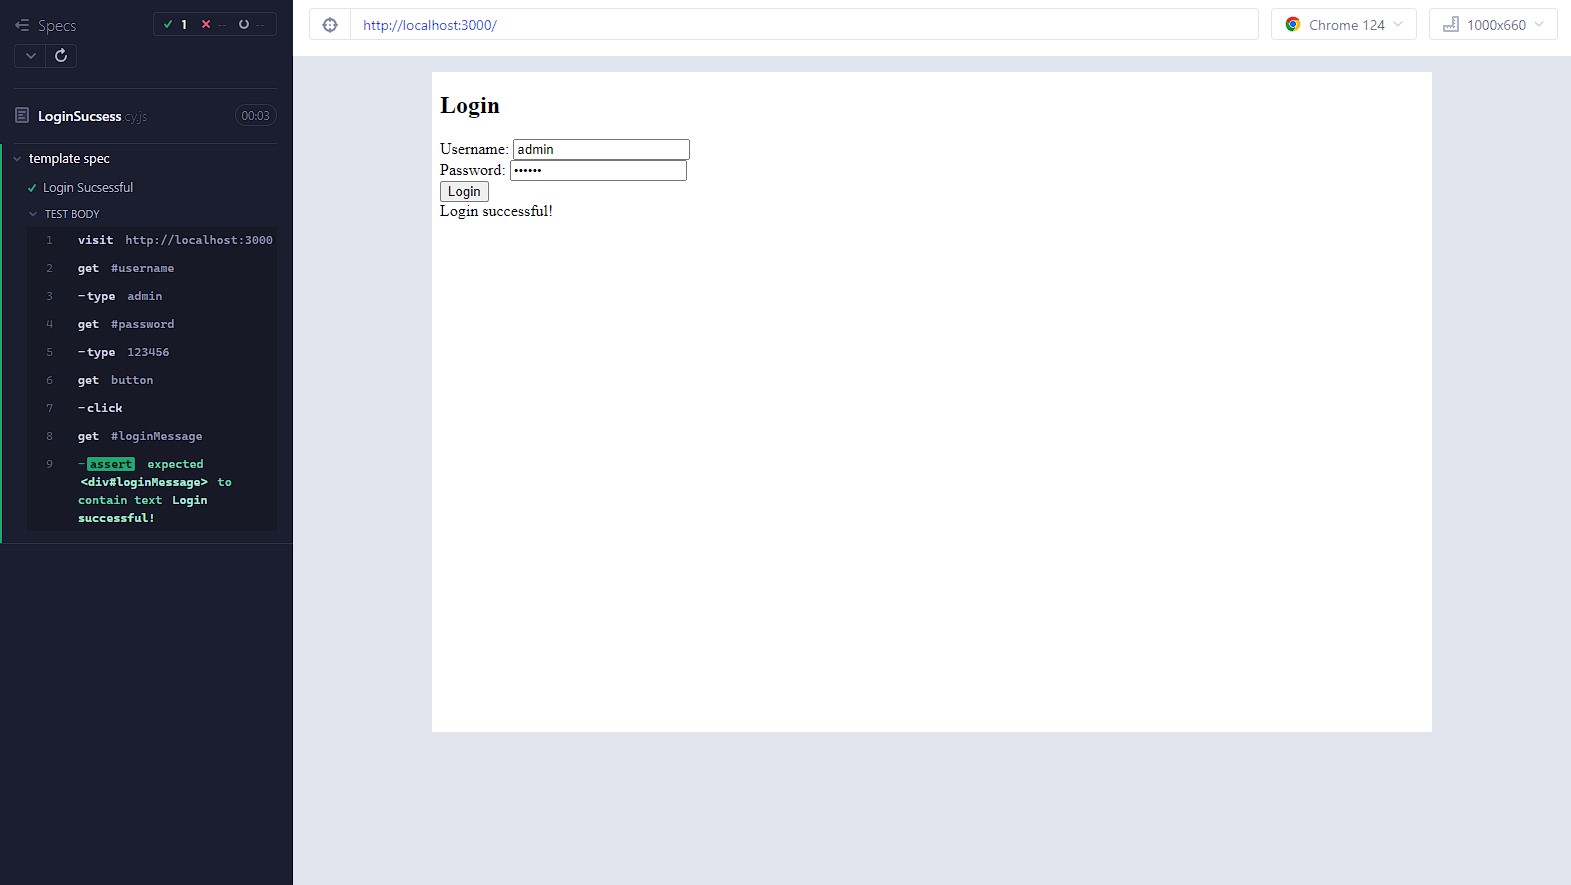 Specs
1 -- --
LoginSucsess.cy.js 00:03
template spec
Login Sucsessful
TEST BODY
1 visit http://localhost:3000
2 get #username
3 -type admin
4 get #password
5 -type 123456
6 get button
7 -click
8 get #loginMessage
9 -assert expected
<div#loginMessage> to
contain text Login
successful!
http://localhost:3000/
Chrome 124
1000x660
Login
Username: admin
Password: ••••••
Login
Login successful!